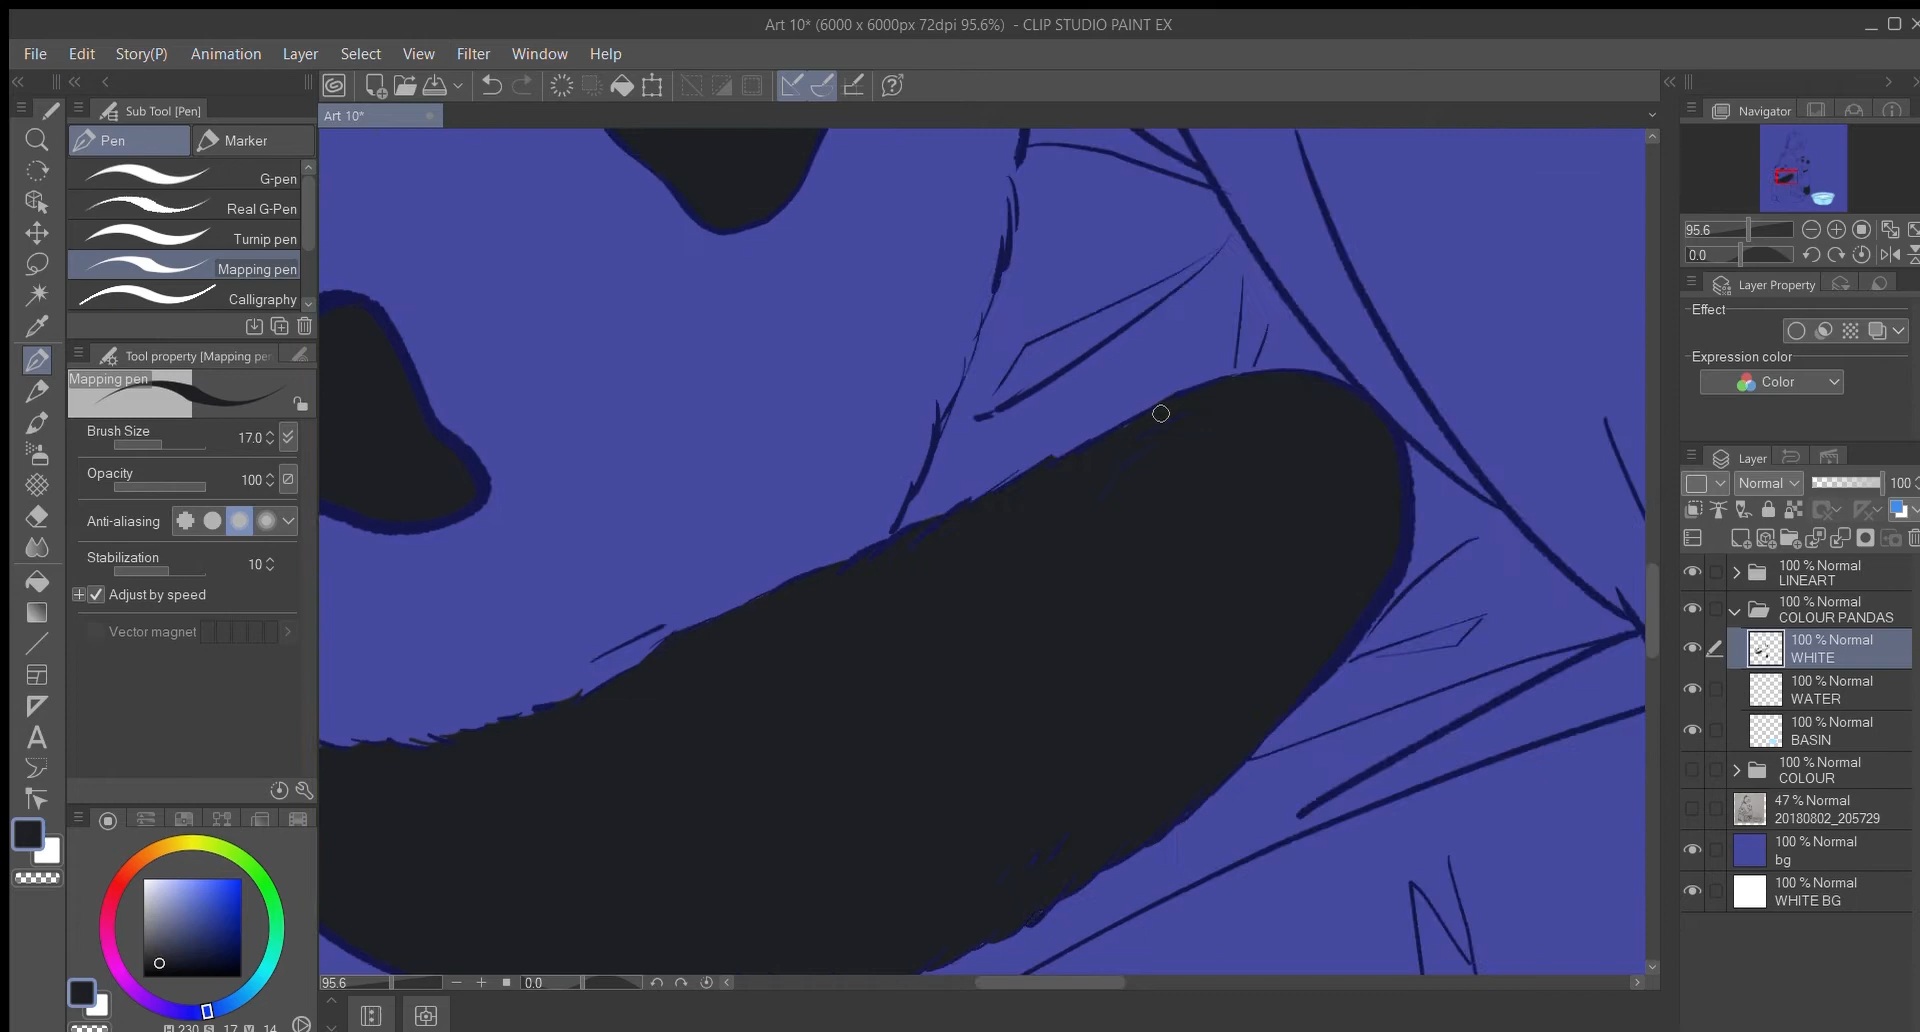 Art 10* (6000 x 6000px 72dpi 95.6%) - CLIP STUDIO PAINT EX
File Edit Story(P) Animation Layer Select View Filter Window Help
Sub Tool [Pen]
Pen Marker
G-pen
Real G-Pen
Turnip pen
Mapping pen
Calligraphy
Tool property [Mapping per
Mapping pen
Brush Size 17.0
Opacity 100
Anti-aliasing
Stabilization 10
Adjust by speed
Vector magnet
H 230 S 17 V 14
Art 10*
95.6 0.0
Navigator
95.6
0.0
Layer Property
Effect
Expression color
Color
Layer
Normal 100
100 % Normal
LINEART
100 % Normal
COLOUR PANDAS
100 % Normal
WHITE
100 % Normal
WATER
100 % Normal
BASIN
100 % Normal
COLOUR
47 % Normal
20180802_205729
100 % Normal
bg
100 % Normal
WHITE BG